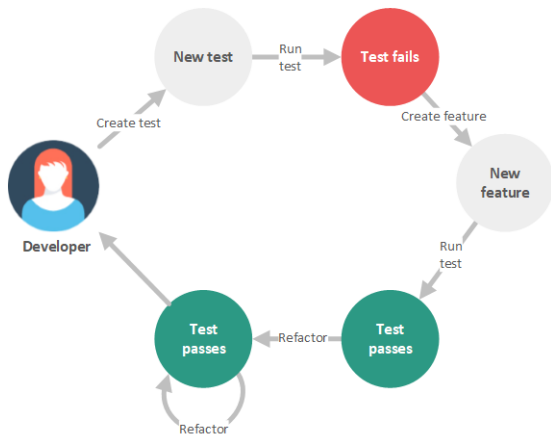 New test
Run
test
Test fails
Create test
Create feature
New
feature
Developer
Run
test
Test
passes
Refactor
Test
passes
Refactor